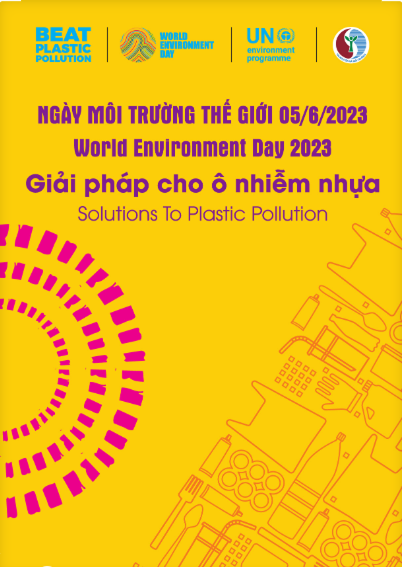 BEAT
PLASTIC
POLLUTION
WORLD
ENVIRONMENT
DAY
UN
environment
programme
NGÀY MÔI TRƯỜNG THẾ GIỚI 05/6/2023
World Environment Day 2023
Giải pháp cho ô nhiễm nhựa
Solutions To Plastic Pollution